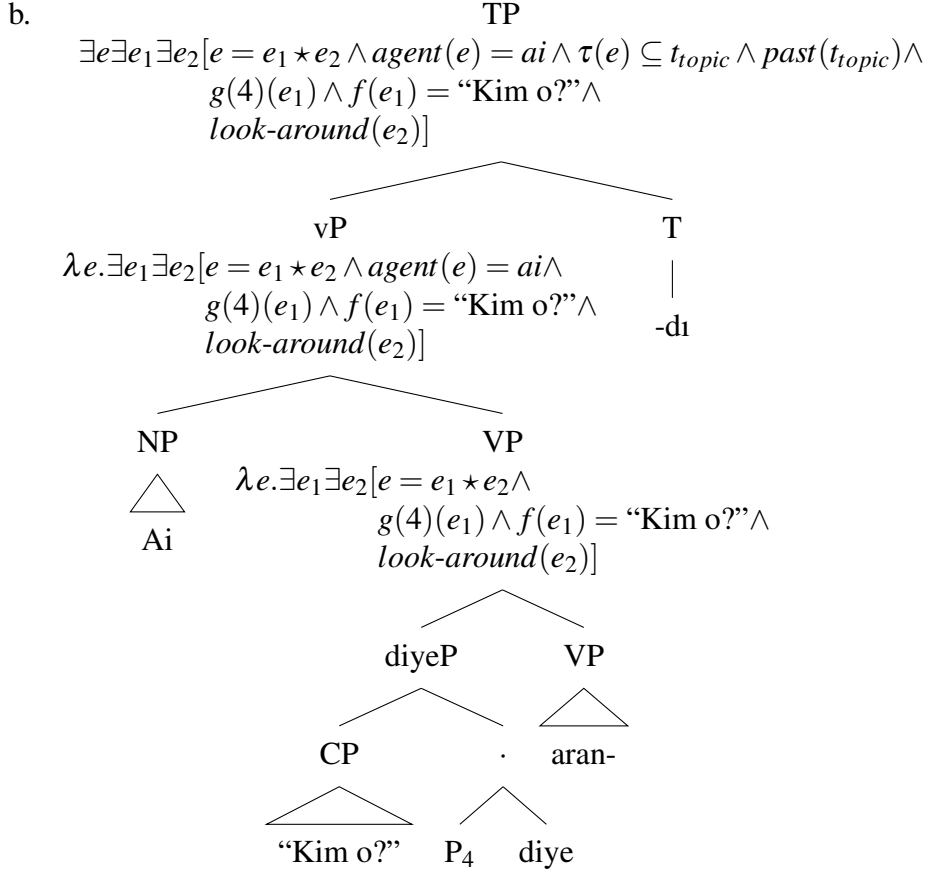 b.
TP
∃e∃e₁∃e₂[e = e₁ ⋆ e₂ ∧ agent(e) = ai ∧ τ(e) ⊆ t_topic ∧ past(t_topic)∧
g(4)(e₁) ∧ f(e₁) = “Kim o?”∧
look-around(e₂)]
vP T
λe.∃e₁∃e₂[e = e₁ ⋆ e₂ ∧ agent(e) = ai∧
g(4)(e₁) ∧ f(e₁) = “Kim o?”∧
look-around(e₂)]
-dı
NP VP
λe.∃e₁∃e₂[e = e₁ ⋆ e₂∧
g(4)(e₁) ∧ f(e₁) = “Kim o?”∧
look-around(e₂)]
Ai
diyeP VP
CP · aran-
“Kim o?” P₄ diye